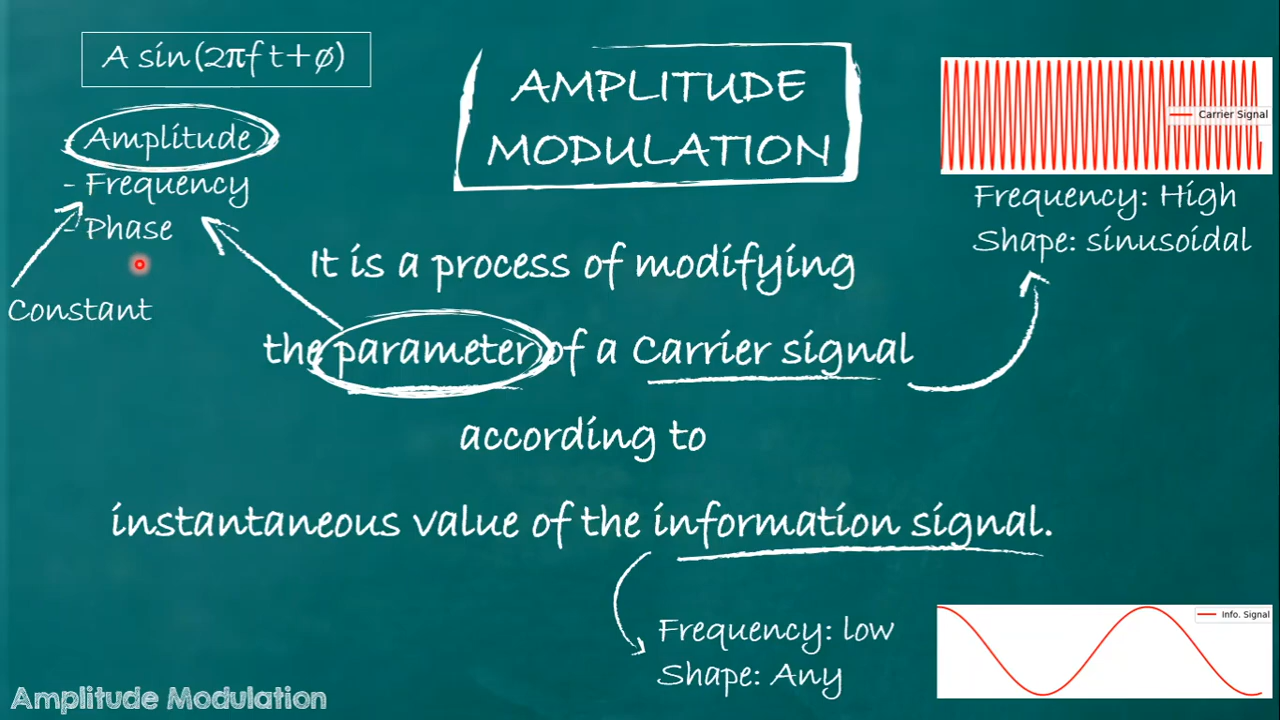 A sin(2πft+ϕ)
- Amplitude
- Frequency
- Phase
Constant
AMPLITUDE
MODULATION
It is a process of modifying
the parameter of a Carrier signal
according to
instantaneous value of the information signal.
Carrier Signal
Frequency: High
Shape: sinusoidal
Frequency: low
Shape: Any
Info. Signal
Amplitude Modulation